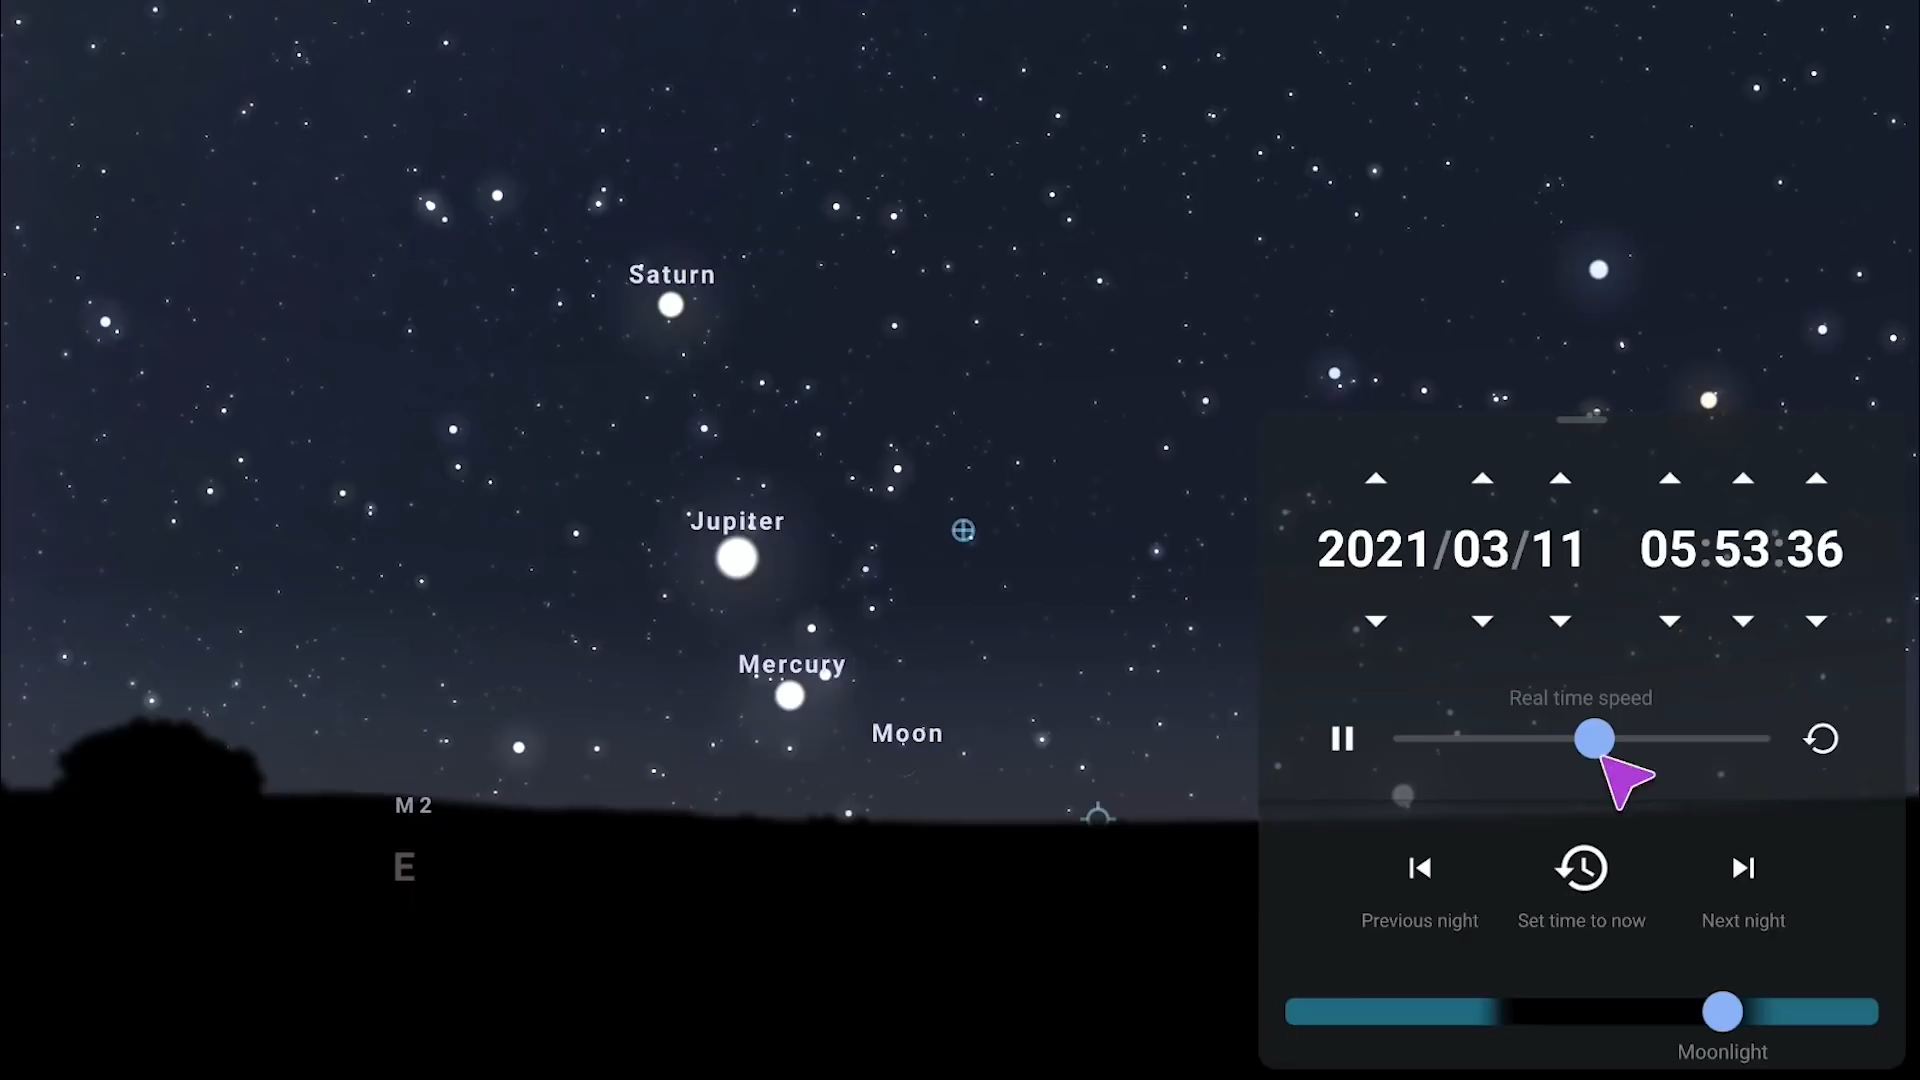 Saturn
Jupiter
Mercury
Moon
M 2
E
2021/03/11 05:53:36
Real time speed
Previous night Set time to now Next night
Moonlight